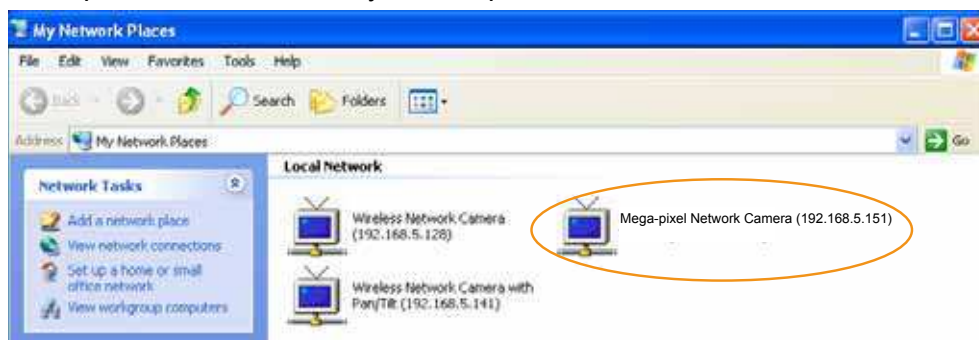 My Network Places
File Edit View Favorites Tools Help
Back Search Folders
Address My Network Places Go
Local Network
Network Tasks
Add a network place
View network connections
Set up a home or small
office network
View workgroup computers
Wireless Network Camera
(192.168.5.128)
Mega-pixel Network Camera (192.168.5.151)
Wireless Network Camera with
Pan/Tilt (192.168.5.141)